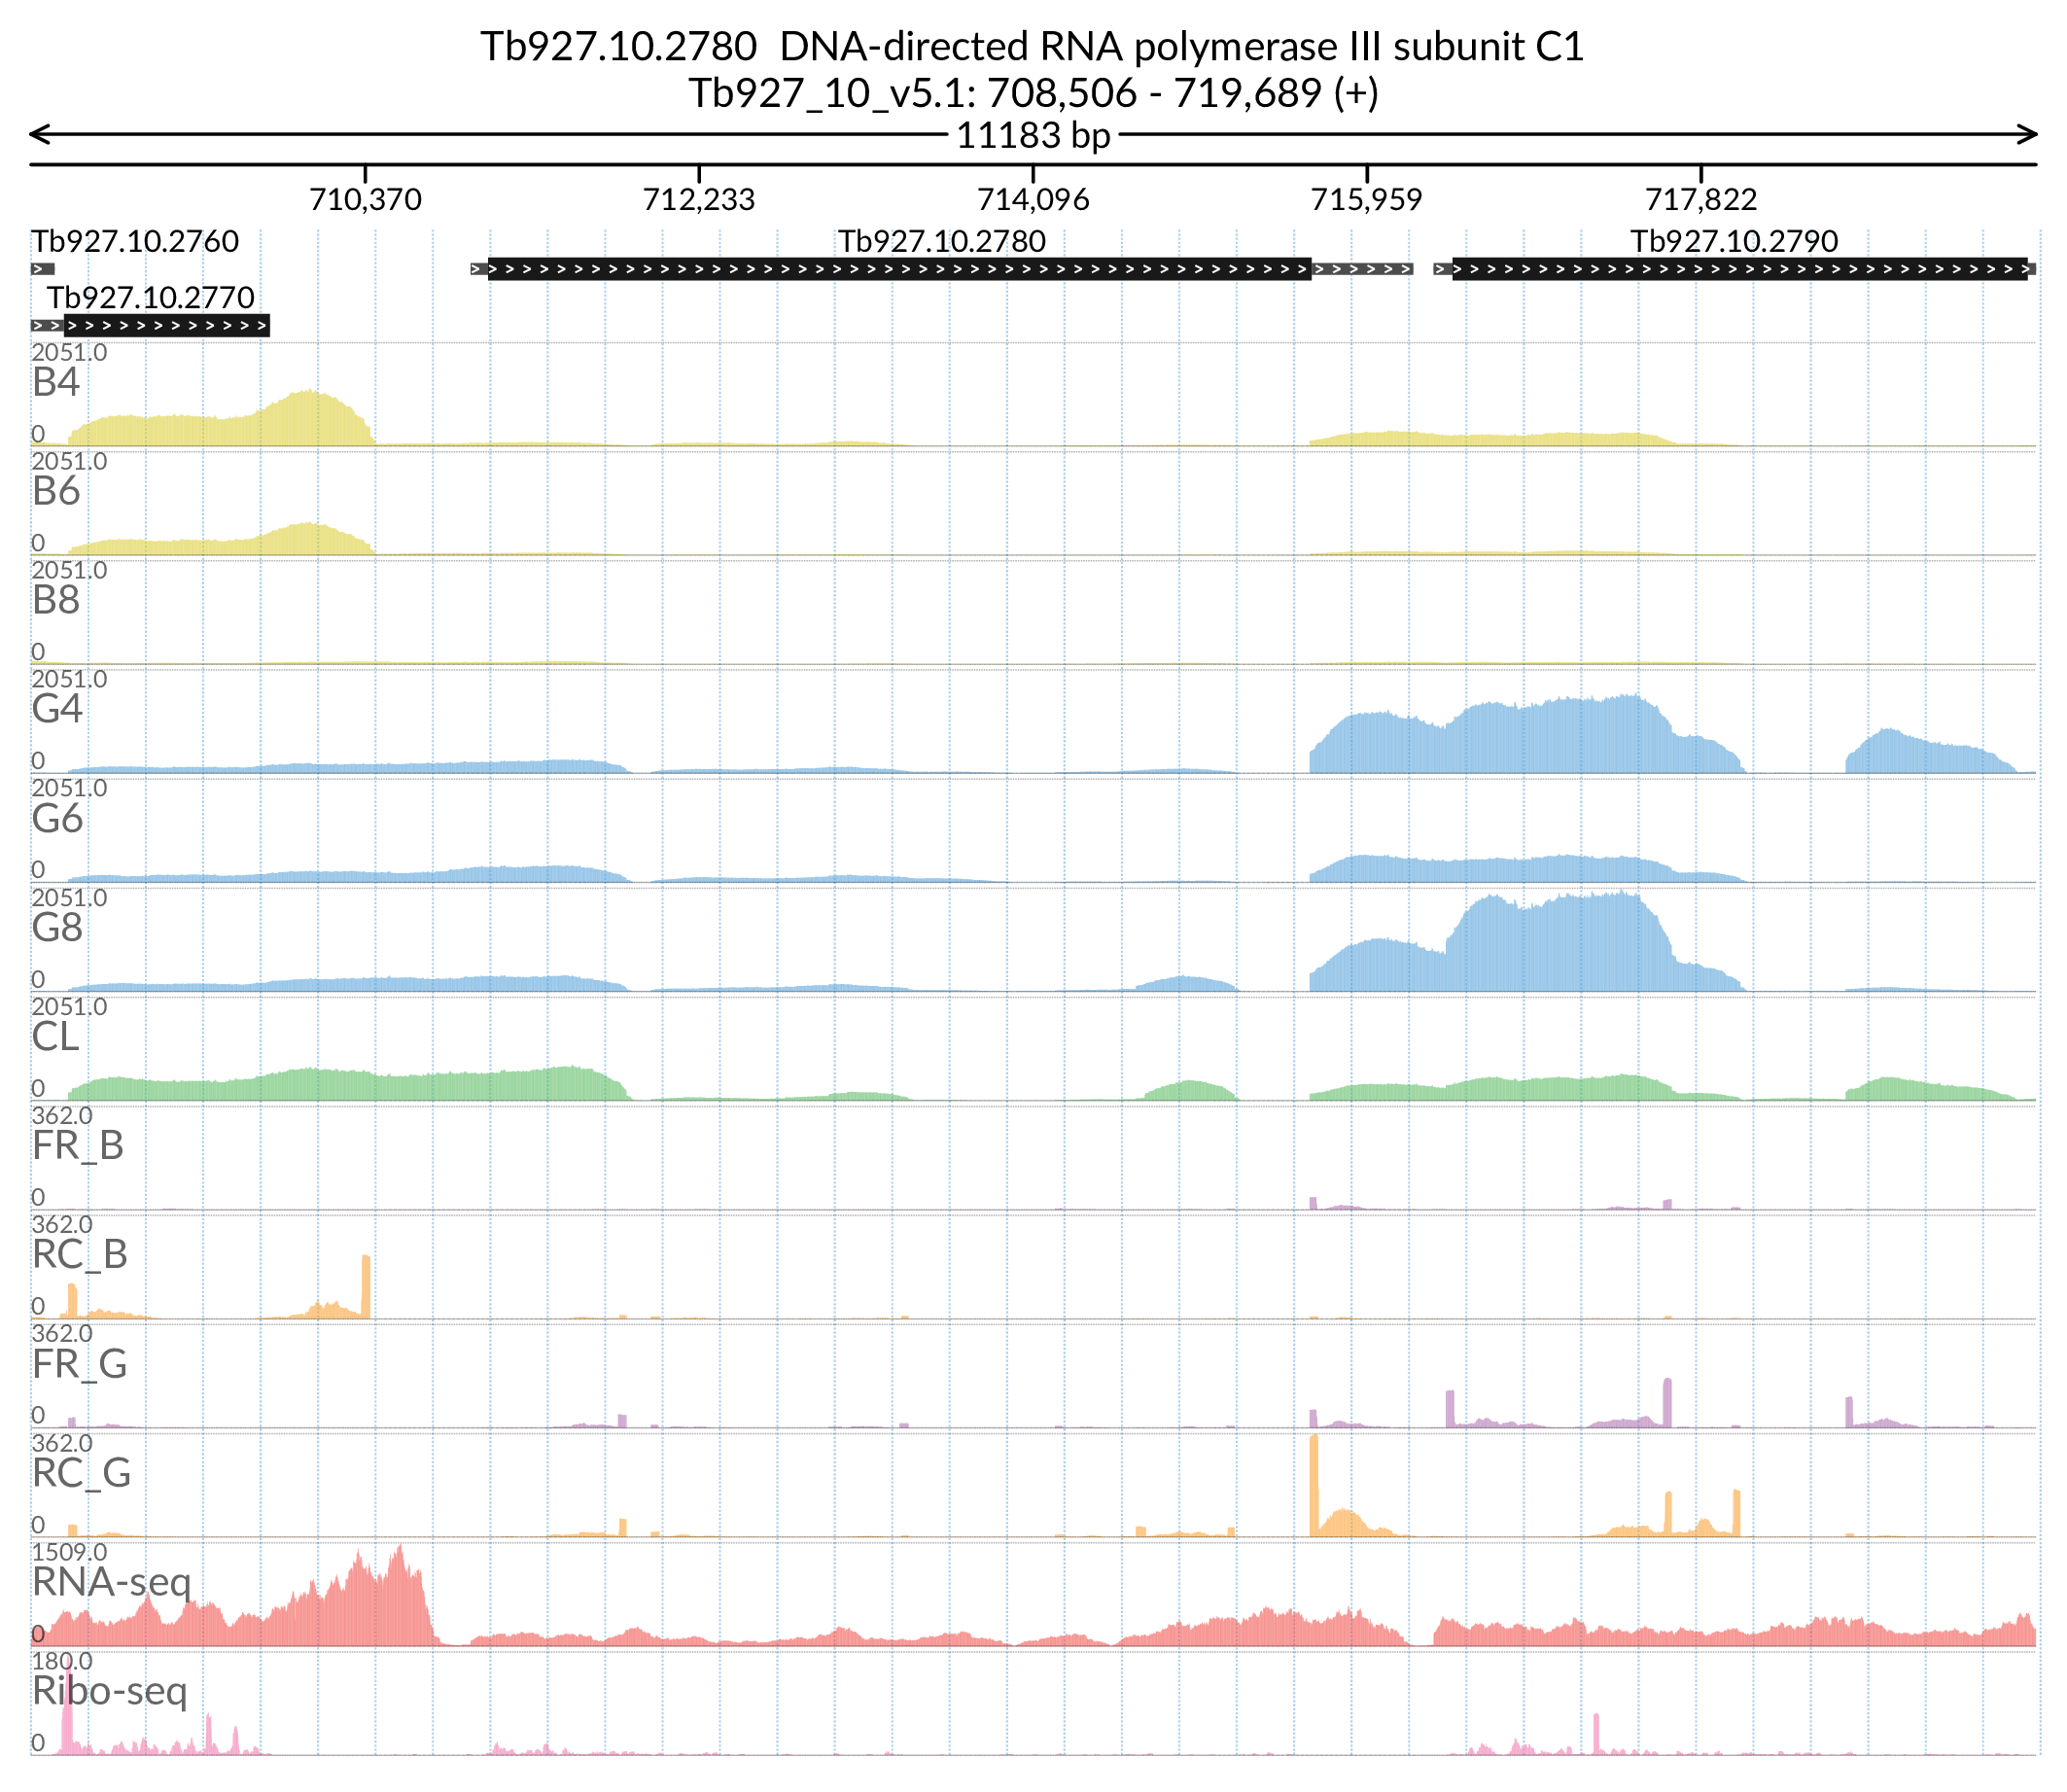 Tb927.10.2780  DNA-directed RNA polymerase III subunit C1
Tb927_10_v5.1: 708,506 - 719,689 (+)
11183 bp
710,370 712,233 714,096 715,959 717,822
Tb927.10.2760 Tb927.10.2780 Tb927.10.2790
Tb927.10.2770
2051.0
B4
0
2051.0
B6
0
2051.0
B8
0
2051.0
G4
0
2051.0
G6
0
2051.0
G8
0
2051.0
CL
0
362.0
FR_B
0
362.0
RC_B
0
362.0
FR_G
0
362.0
RC_G
0
1509.0
RNA-seq
0
180.0
Ribo-seq
0